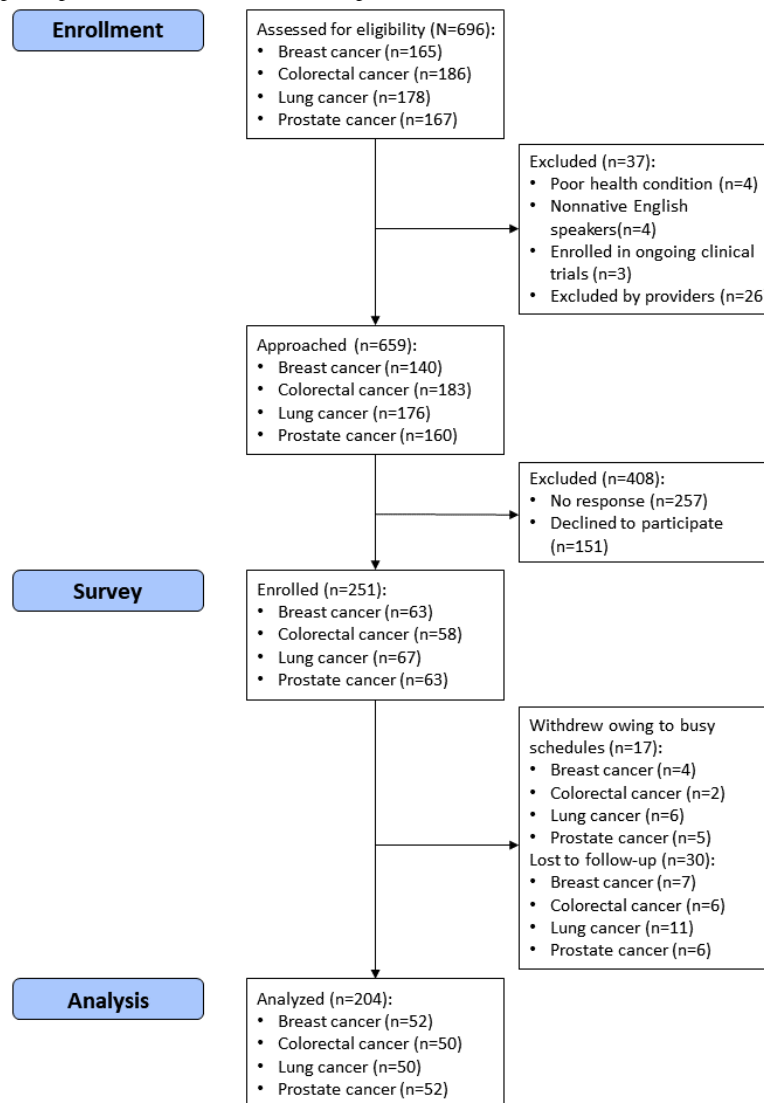 Enrollment
Assessed for eligibility (N=696):
• Breast cancer (n=165)
• Colorectal cancer (n=186)
• Lung cancer (n=178)
• Prostate cancer (n=167)
Excluded (n=37):
• Poor health condition (n=4)
• Nonnative English
speakers(n=4)
• Enrolled in ongoing clinical
trials (n=3)
• Excluded by providers (n=26
Approached (n=659):
• Breast cancer (n=140)
• Colorectal cancer (n=183)
• Lung cancer (n=176)
• Prostate cancer (n=160)
Excluded (n=408):
• No response (n=257)
• Declined to participate
(n=151)
Survey
Enrolled (n=251):
• Breast cancer (n=63)
• Colorectal cancer (n=58)
• Lung cancer (n=67)
• Prostate cancer (n=63)
Withdrew owing to busy
schedules (n=17):
• Breast cancer (n=4)
• Colorectal cancer (n=2)
• Lung cancer (n=6)
• Prostate cancer (n=5)
Lost to follow-up (n=30):
• Breast cancer (n=7)
• Colorectal cancer (n=6)
• Lung cancer (n=11)
• Prostate cancer (n=6)
Analysis
Analyzed (n=204):
• Breast cancer (n=52)
• Colorectal cancer (n=50)
• Lung cancer (n=50)
• Prostate cancer (n=52)